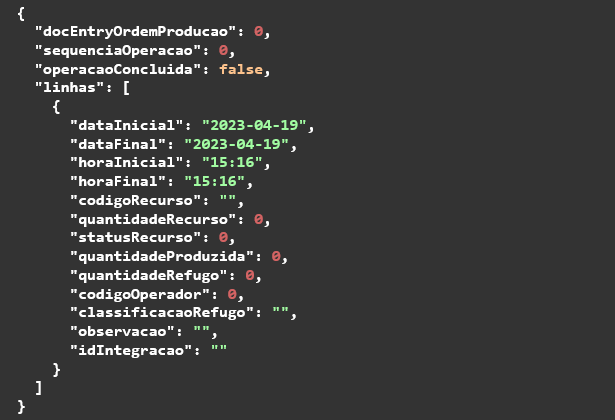 {
  "docEntryOrdemProducao": 0,
  "sequenciaOperacao": 0,
  "operacaoConcluida": false,
  "linhas": [
    {
      "dataInicial": "2023-04-19",
      "dataFinal": "2023-04-19",
      "horaInicial": "15:16",
      "horaFinal": "15:16",
      "codigoRecurso": "",
      "quantidadeRecurso": 0,
      "statusRecurso": 0,
      "quantidadeProduzida": 0,
      "quantidadeRefugo": 0,
      "codigoOperador": 0,
      "classificacaoRefugo": "",
      "observacao": "",
      "idIntegracao": ""
    }
  ]
}